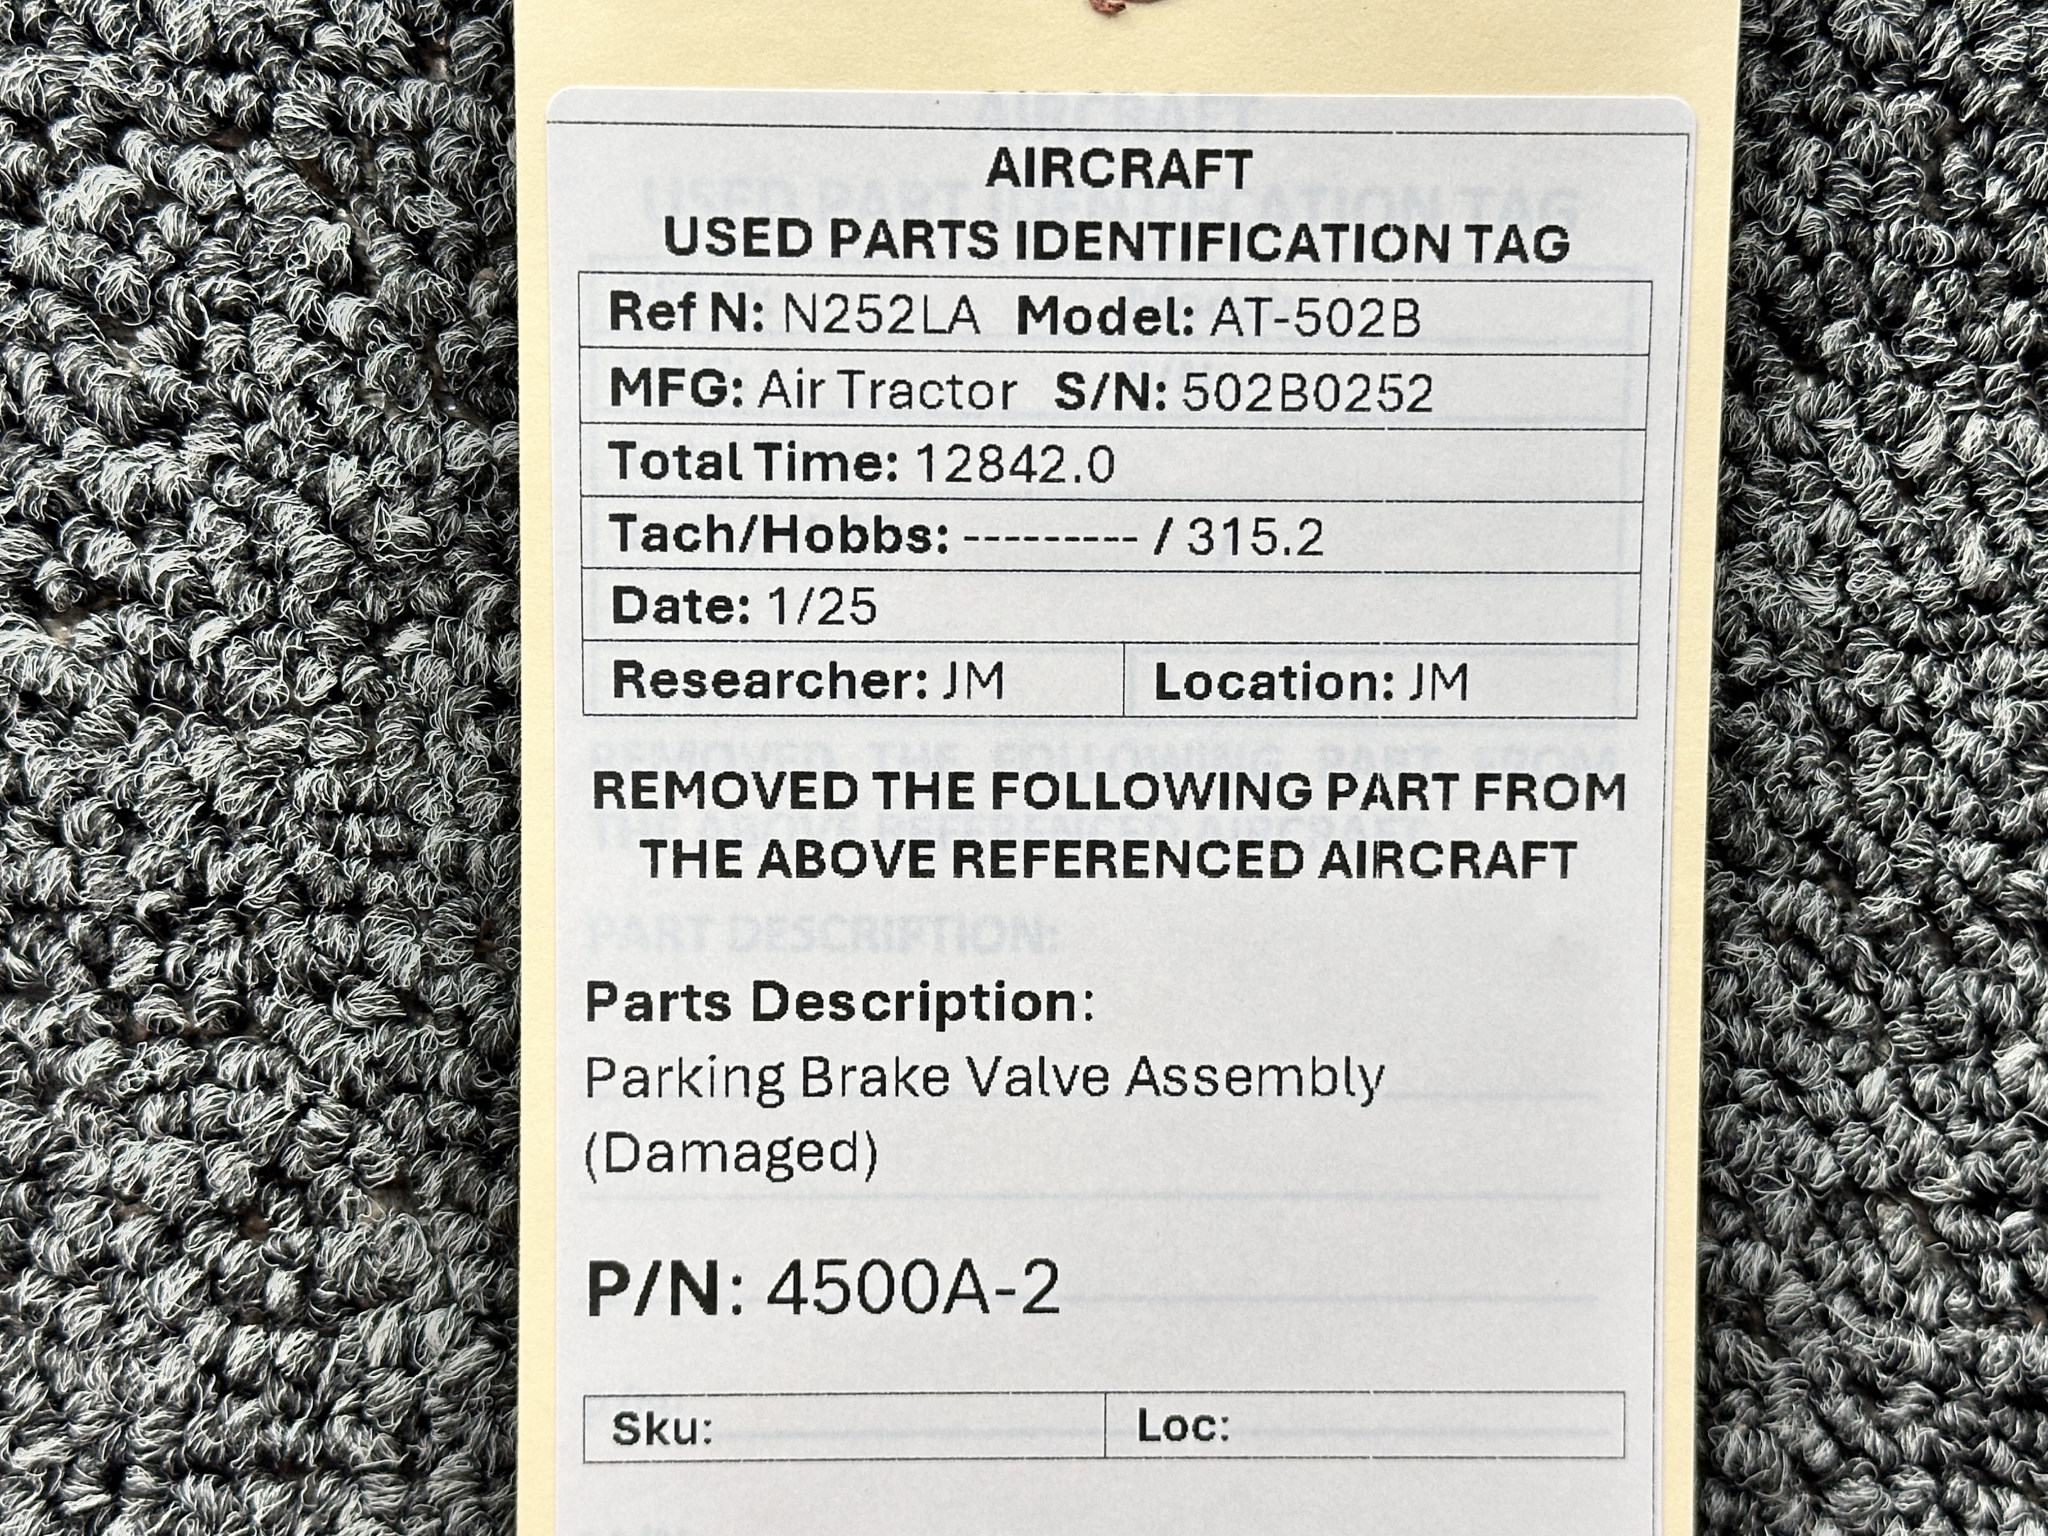 AIRCRAFT
USED PARTS IDENTIFICATION TAG
Ref N: N252LA Model: AT-502B
MFG: Air Tractor S/N: 502B0252
Total Time: 12842.0
Tach/Hobbs: --------- / 315.2
Date: 1/25
Researcher: JM Location: JM
REMOVED THE FOLLOWING PART FROM
THE ABOVE REFERENCED AIRCRAFT
PART DESCRIPTION:
Parts Description:
Parking Brake Valve Assembly
(Damaged)
P/N: 4500A-2
Sku: Loc: